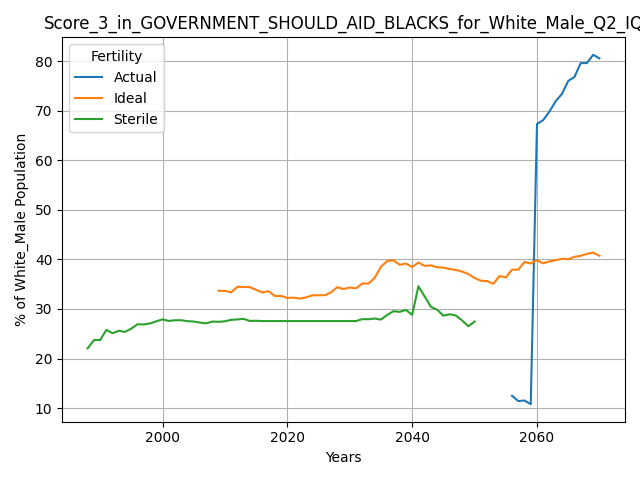 Score_3_in_GOVERNMENT_SHOULD_AID_BLACKS_for_White_Male_Q2_IQ
Fertility
Actual
Ideal
Sterile
% of White_Male Population
80
70
60
50
40
30
20
10
2000 2020 2040 2060
Years